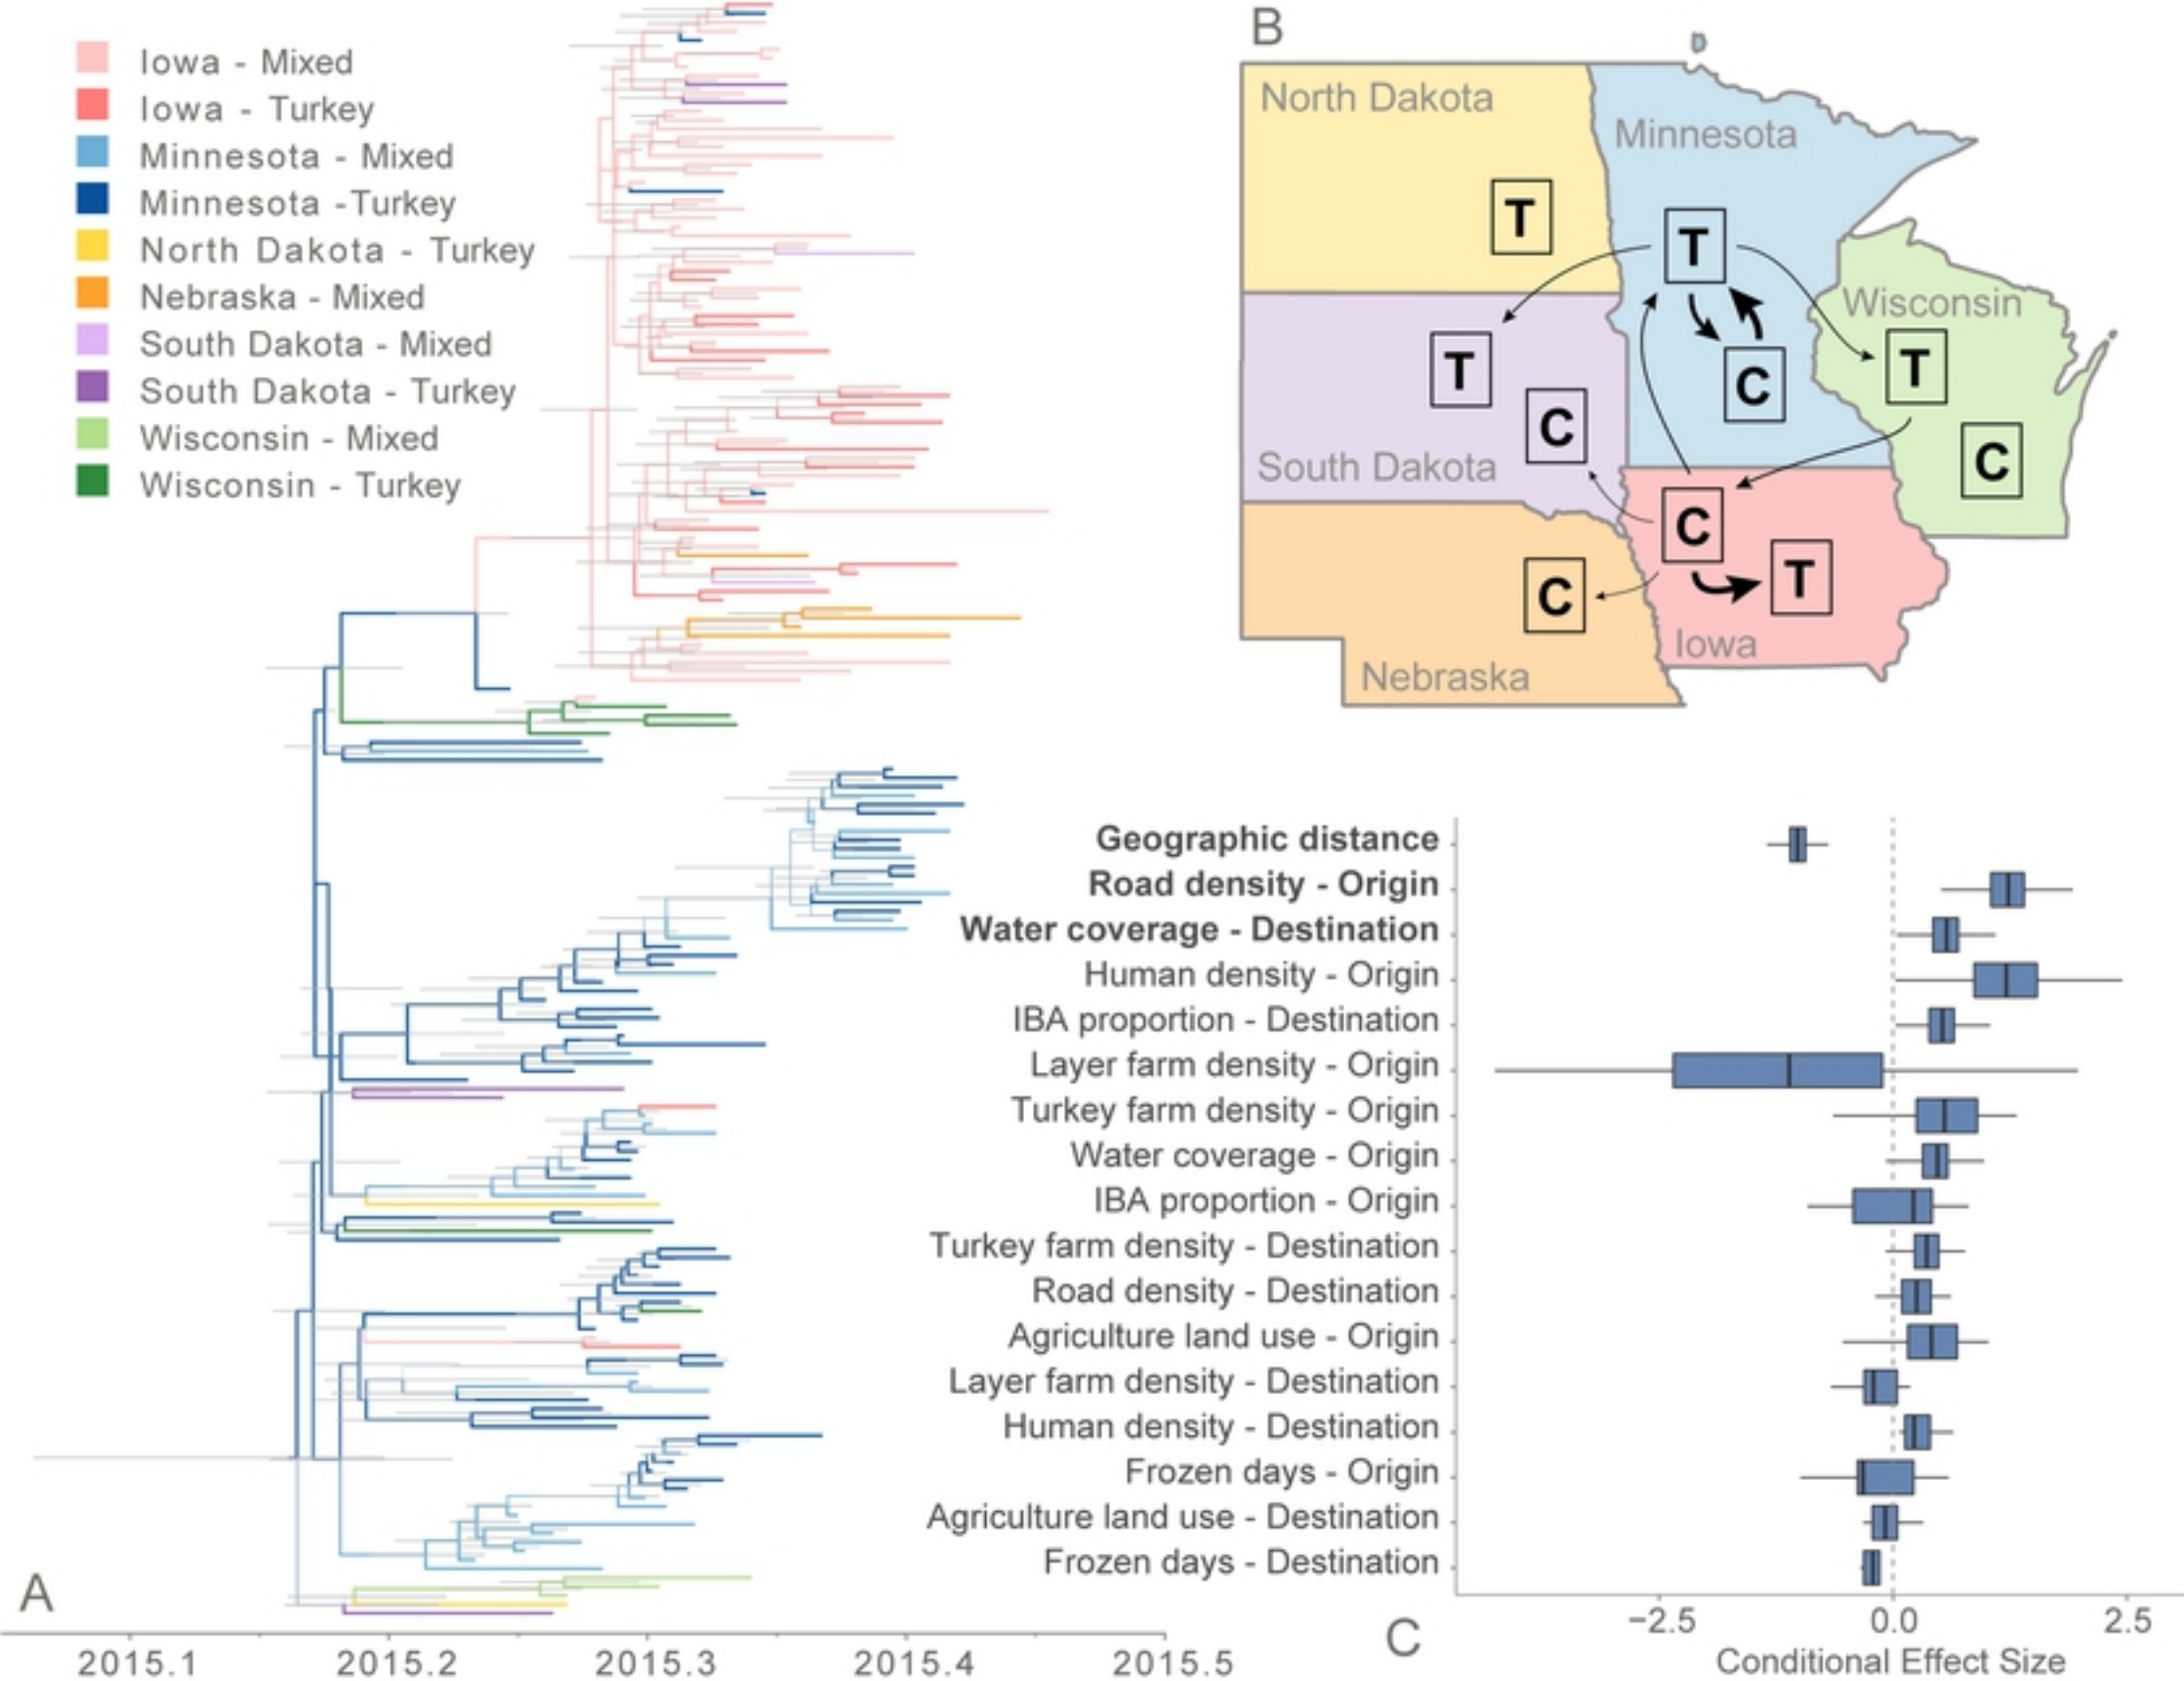 Iowa - Mixed
Iowa - Turkey
Minnesota - Mixed
Minnesota -Turkey
North Dakota - Turkey
Nebraska - Mixed
South Dakota - Mixed
South Dakota - Turkey
Wisconsin - Mixed
Wisconsin - Turkey
A
2015.1 2015.2 2015.3 2015.4 2015.5
B
North Dakota
Minnesota
T
T
Wisconsin
T
T
C
C
South Dakota
C
C
T
C
Iowa
Nebraska
Geographic distance
Road density - Origin
Water coverage - Destination
Human density - Origin
IBA proportion - Destination
Layer farm density - Origin
Turkey farm density - Origin
Water coverage - Origin
IBA proportion - Origin
Turkey farm density - Destination
Road density - Destination
Agriculture land use - Origin
Layer farm density - Destination
Human density - Destination
Frozen days - Origin
Agriculture land use - Destination
Frozen days - Destination
C
−2.5 0.0 2.5
Conditional Effect Size